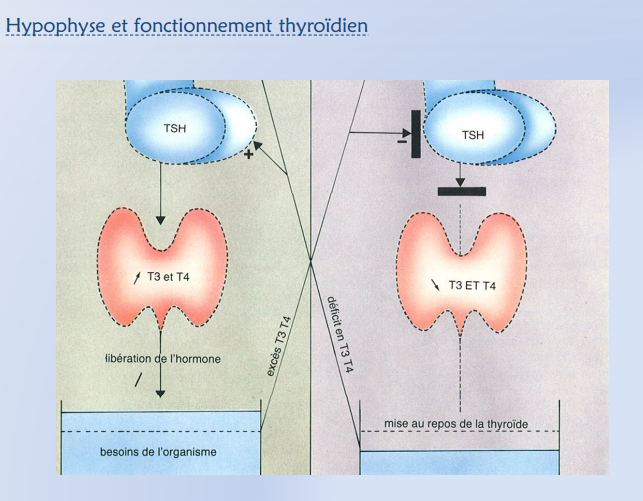 Hypophyse et fonctionnement thyroïdien
TSH
+
T3 et T4
libération de l'hormone
besoins de l'organisme
excès T3 T4
déficit en T3 T4
TSH
−
T3 ET T4
mise au repos de la thyroïde